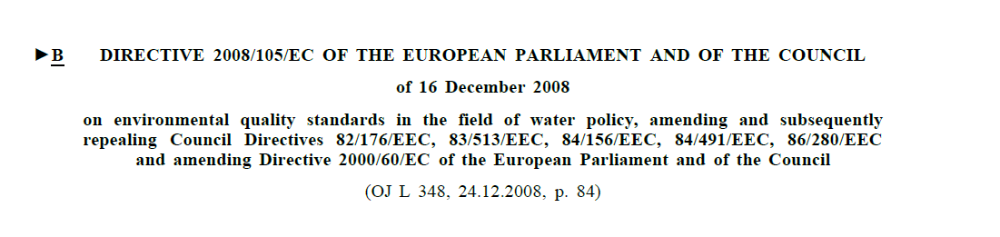 ►B DIRECTIVE 2008/105/EC OF THE EUROPEAN PARLIAMENT AND OF THE COUNCIL
of 16 December 2008
on environmental quality standards in the field of water policy, amending and subsequently
repealing Council Directives 82/176/EEC, 83/513/EEC, 84/156/EEC, 84/491/EEC, 86/280/EEC
and amending Directive 2000/60/EC of the European Parliament and of the Council
(OJ L 348, 24.12.2008, p. 84)